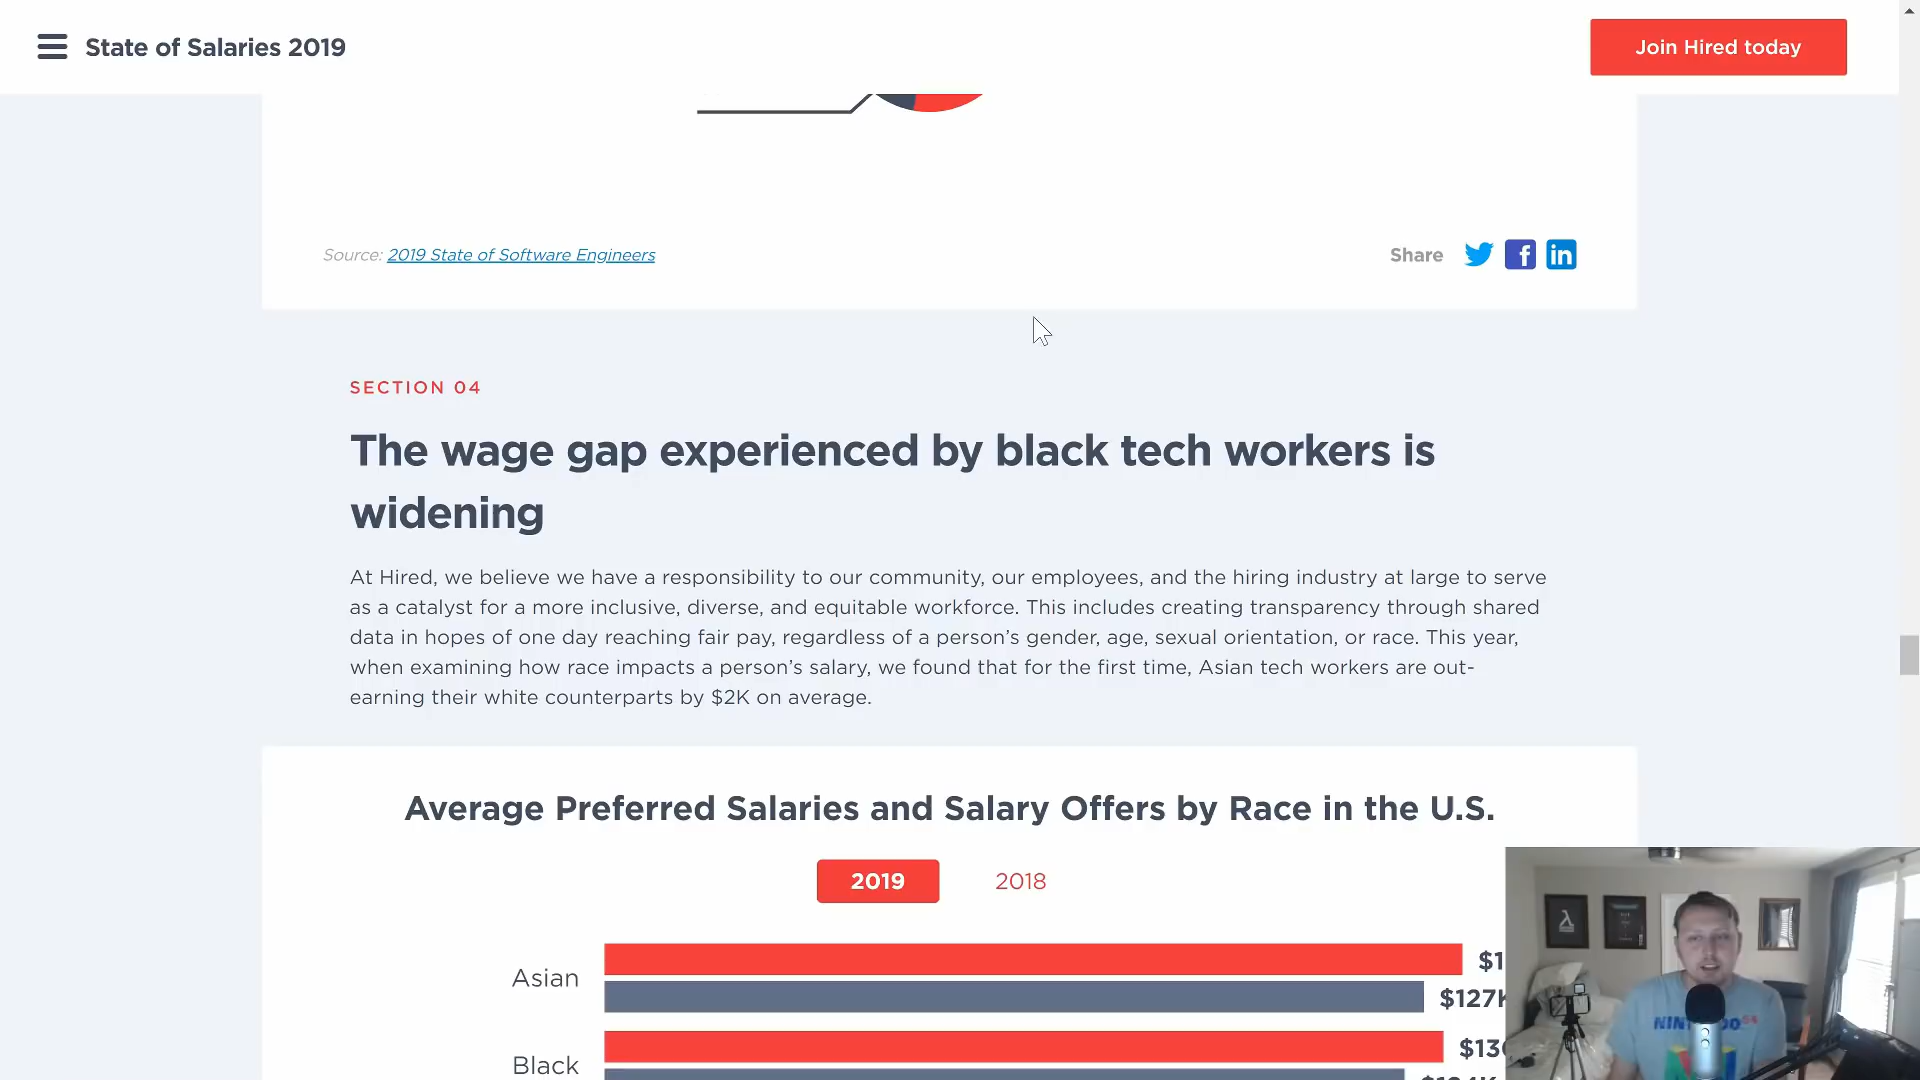 State of Salaries 2019
Join Hired today
Source: 2019 State of Software Engineers
Share
SECTION 04
The wage gap experienced by black tech workers is
widening
At Hired, we believe we have a responsibility to our community, our employees, and the hiring industry at large to serve
as a catalyst for a more inclusive, diverse, and equitable workforce. This includes creating transparency through shared
data in hopes of one day reaching fair pay, regardless of a person’s gender, age, sexual orientation, or race. This year,
when examining how race impacts a person’s salary, we found that for the first time, Asian tech workers are out-
earning their white counterparts by $2K on average.
Average Preferred Salaries and Salary Offers by Race in the U.S.
2019 2018
Asian
$127K
Black